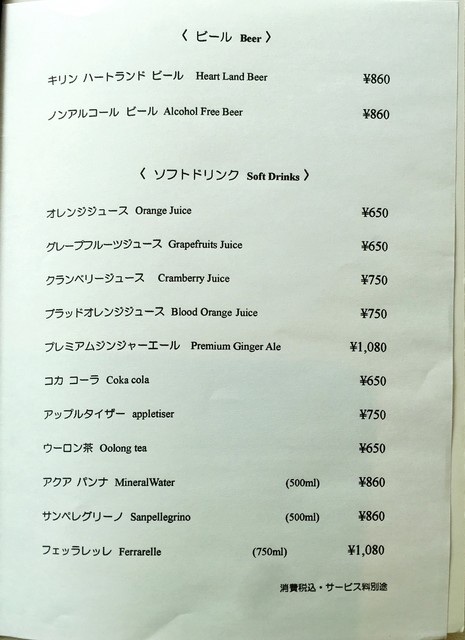 〈 ビール Beer 〉
キリン ハートランド ビール Heart Land Beer ¥860
ノンアルコール ビール Alcohol Free Beer ¥860
〈 ソフトドリンク Soft Drinks 〉
オレンジジュース Orange Juice ¥650
グレープフルーツジュース Grapefruits Juice ¥650
クランベリージュース Cramberry Juice ¥750
ブラッドオレンジジュース Blood Orange Juice ¥750
プレミアムジンジャーエール Premium Ginger Ale ¥1,080
コカ コーラ Coka cola ¥650
アップルタイザー appletiser ¥750
ウーロン茶 Oolong tea ¥650
アクア パンナ MineralWater (500ml) ¥860
サンペレグリーノ Sanpellegrino (500ml) ¥860
フェッラレッレ Ferrarelle (750ml) ¥1,080
消費税込・サービス料別途